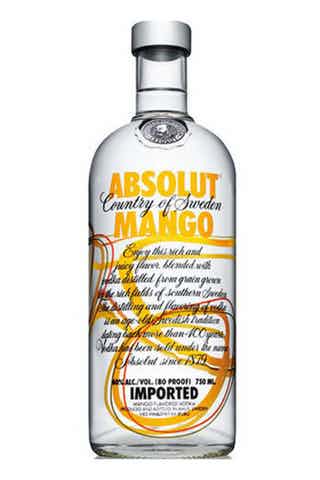 ABSOLUT
Country of Sweden
MANGO
Enjoy this rich and
juicy flavor, blended with
vodka distilled from grain grown
in the rich fields of southern Sweden.
The distilling and flavoring of vodka
is an age-old Swedish tradition
dating back more than 400 years.
Vodka has been sold under the name
Absolut since 1879.
40% ALC./VOL. (80 PROOF) 750 ML
IMPORTED
MANGO FLAVORED VODKA